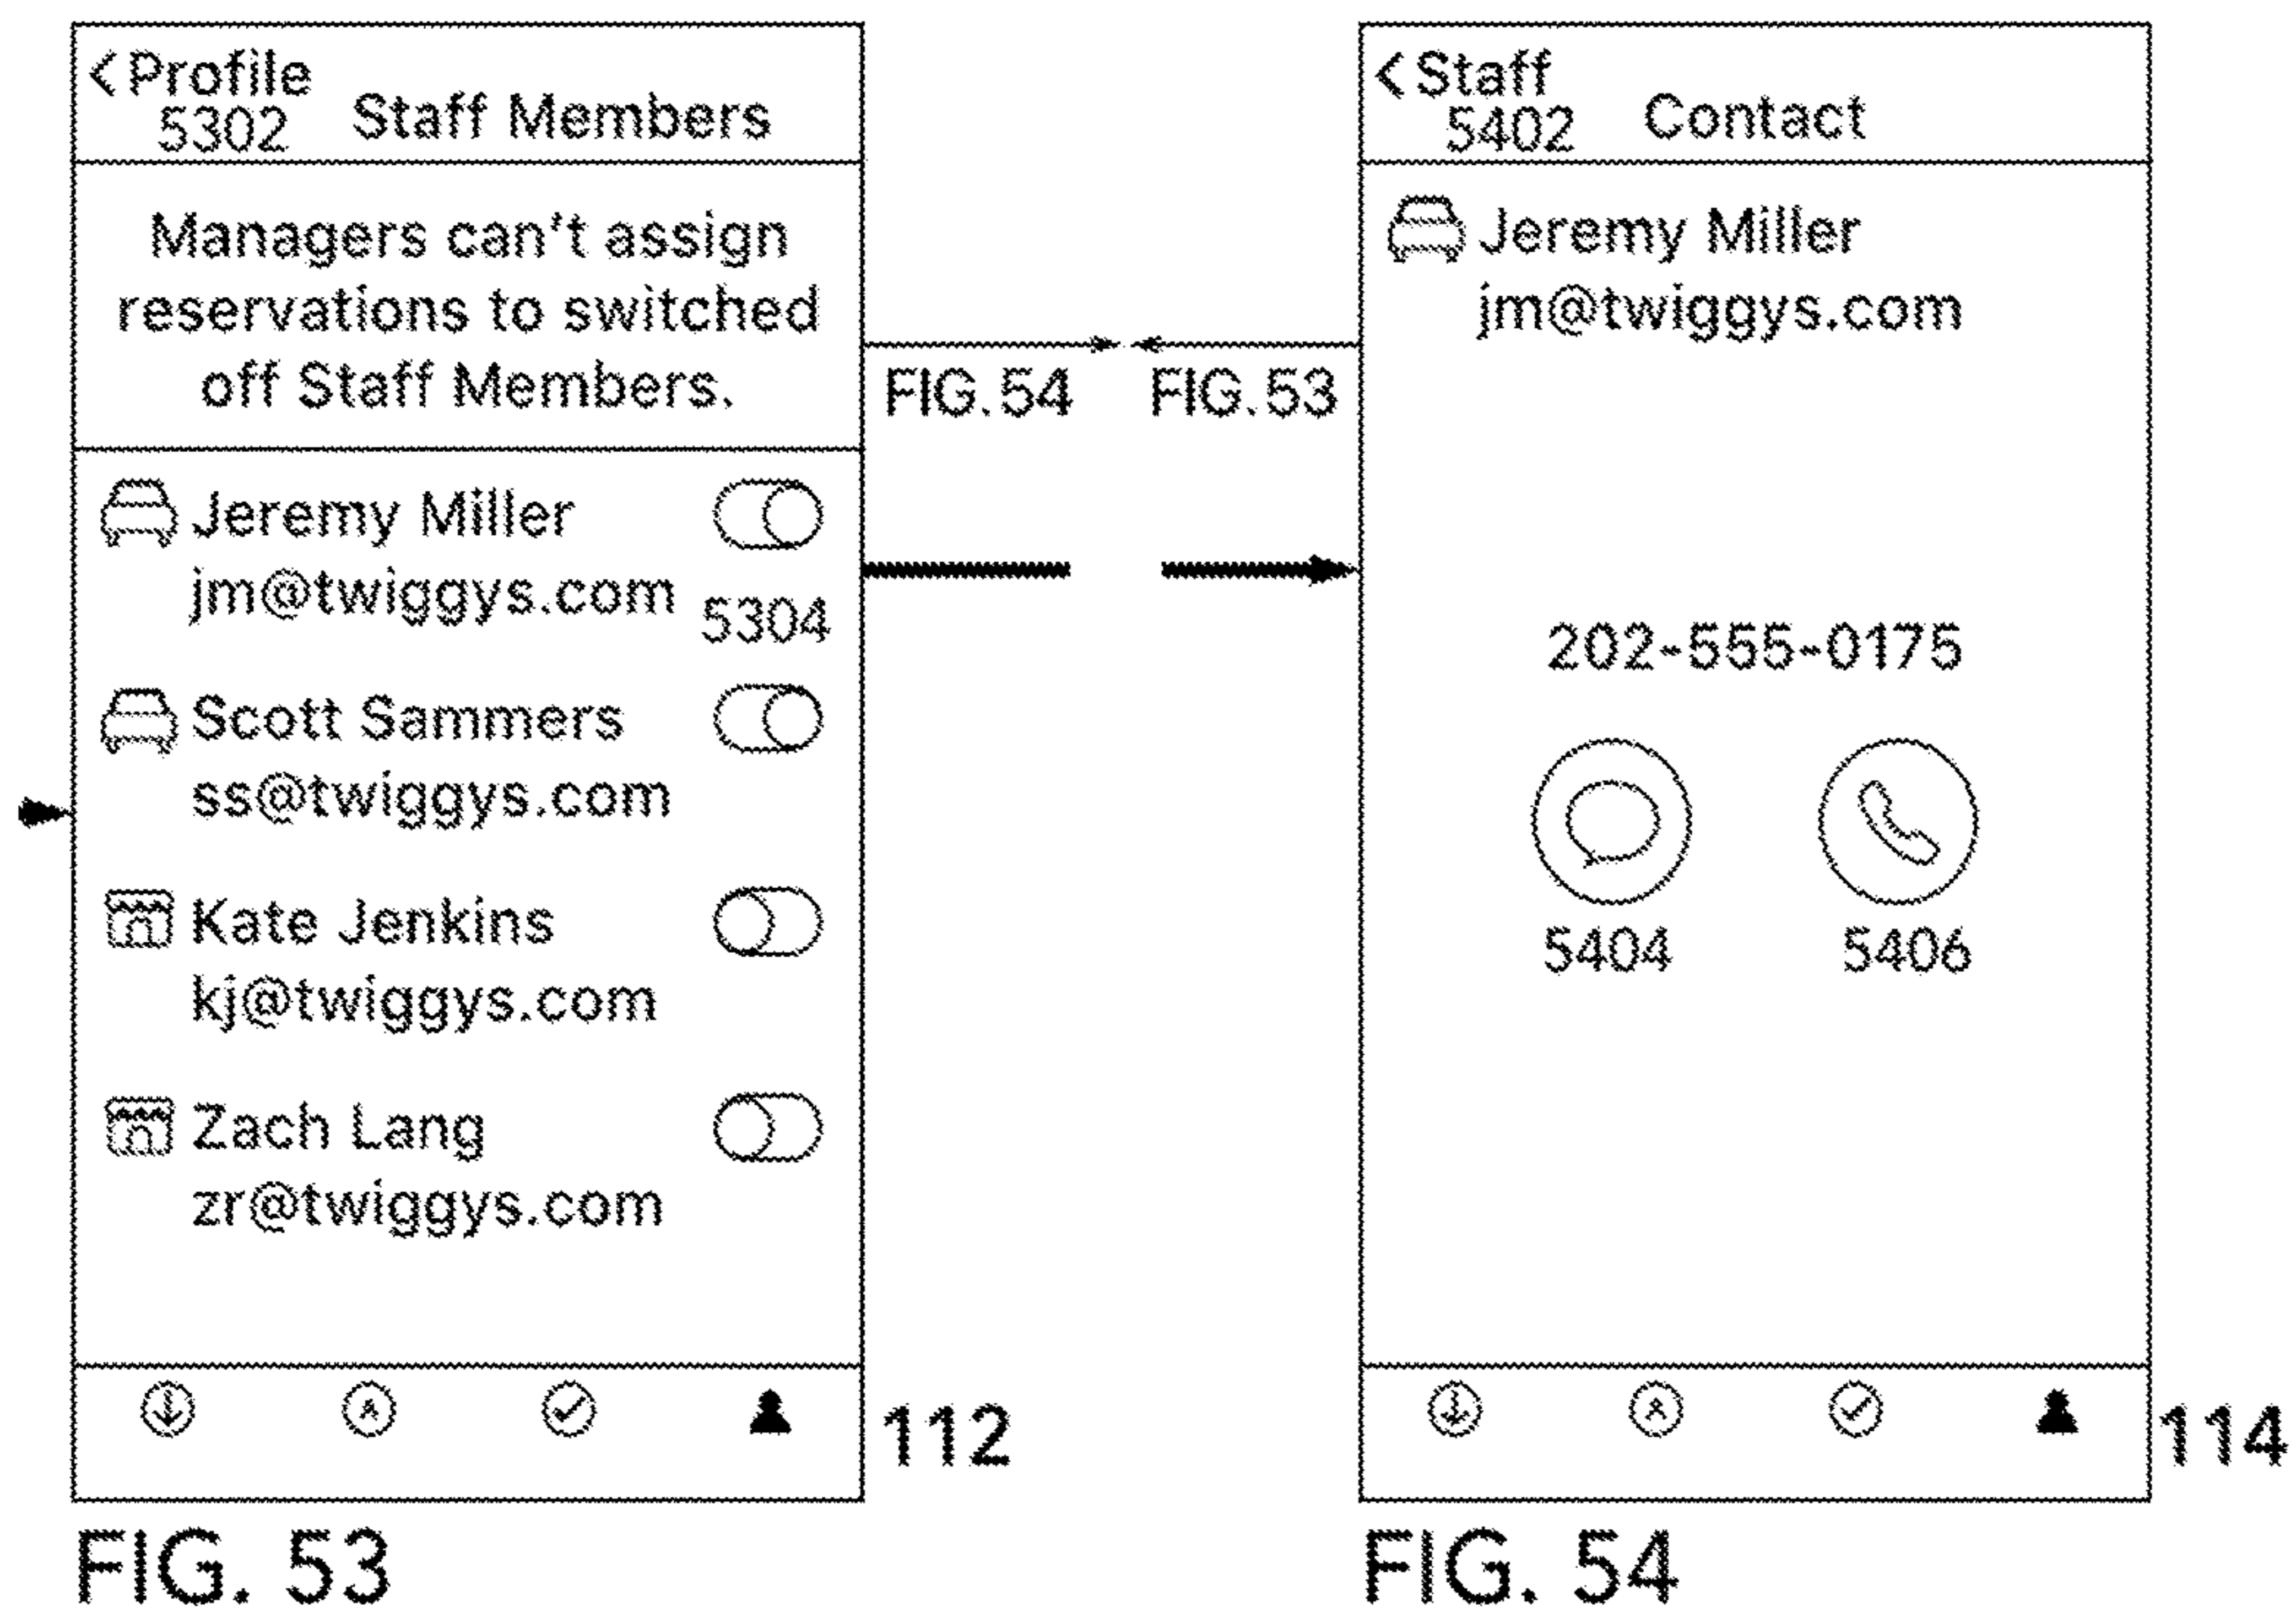 < Profile
5302
Staff Members
Managers can't assign
reservations to switched
off Staff Members.
Jeremy Miller
jm@twiggys.com
5304
Scott Sammers
ss@twiggys.com
Kate Jenkins
kj@twiggys.com
Zach Lang
zr@twiggys.com
112
FIG. 53
FIG.54
FIG.53
< Staff
5402
Contact
Jeremy Miller
jm@twiggys.com
202-555-0175
5404
5406
114
FIG. 54